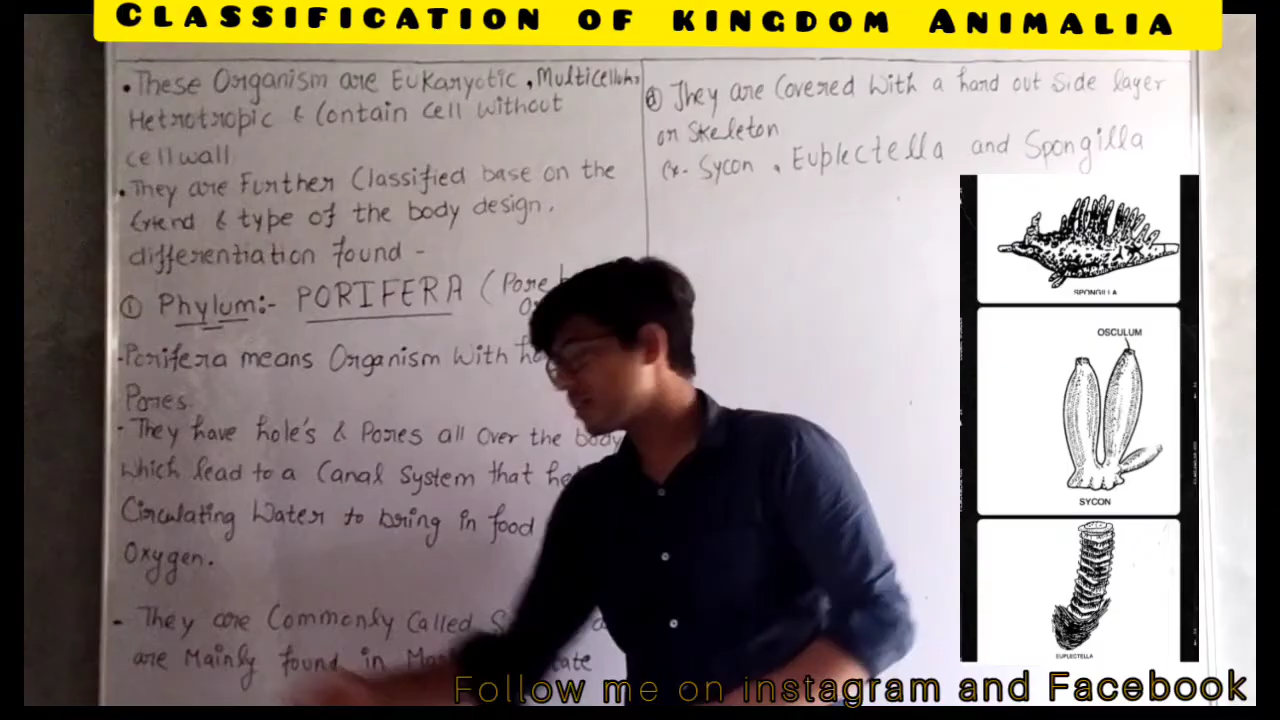 Classification of kingdom Animalia
• These Organism are Eukaryotic, Multicellular
Hetrotropic & Contain cell without
cell wall
• They are Further Classified base on the
Extend & type of the body design.
differentiation found -
① Phylum:- PORIFERA (Pore
Porifera means Organism With
Pores.
- They have hole's & Pores all Over the body
Which lead to a Canal System that
Circulating Water to bring in food
Oxygen.
- They are Commonly Called
are Mainly found in
They are Covered With a hard out side layer
or Skeleton
Ex- Sycon, Euplectella and Spongilla
SPONGILLA
OSCULUM
SYCON
EUPLECTELLA
Follow me on instagram and Facebook